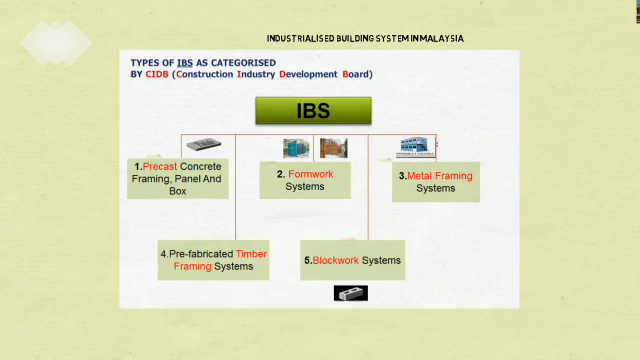 INDUSTRIALISED BUILDING SYSTEM IN MALAYSIA
TYPES OF IBS AS CATEGORISED
BY CIDB (Construction Industry Development Board)
IBS
1.Precast Concrete
Framing, Panel And
Box
2. Formwork
Systems
3.Metal Framing
Systems
4.Pre-fabricated Timber
Framing Systems
5.Blockwork Systems